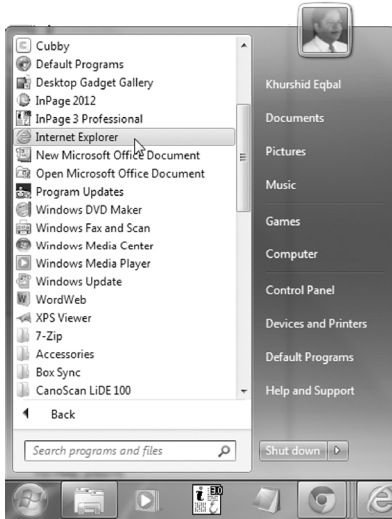 Cubby
Default Programs
Desktop Gadget Gallery
InPage 2012
InPage 3 Professional
Internet Explorer
New Microsoft Office Document
Open Microsoft Office Document
Program Updates
Windows DVD Maker
Windows Fax and Scan
Windows Media Center
Windows Media Player
Windows Update
WordWeb
XPS Viewer
7-Zip
Accessories
Box Sync
CanoScan LiDE 100
Back
Search programs and files
Khurshid Eqbal
Documents
Pictures
Music
Games
Computer
Control Panel
Devices and Printers
Default Programs
Help and Support
Shut down
3.0